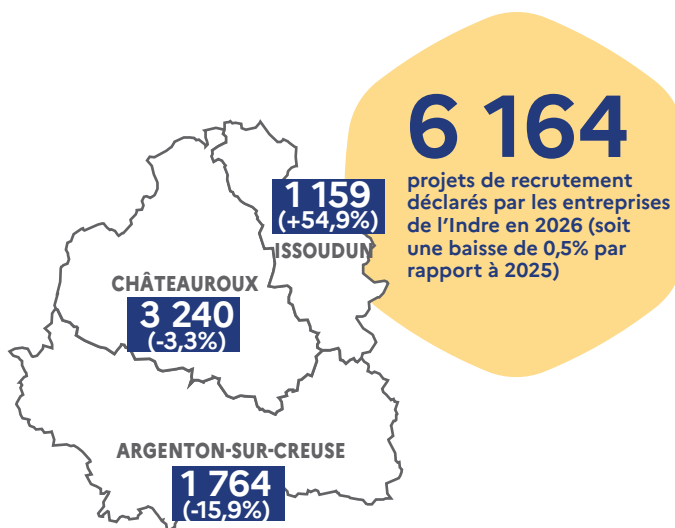 6 164
projets de recrutement
déclarés par les entreprises
de l'Indre en 2026 (soit
une baisse de 0,5% par
rapport à 2025)
1 159
(+54,9%)
ISSOUDUN
CHÂTEAUROUX
3 240
(-3,3%)
ARGENTON-SUR-CREUSE
1 764
(-15,9%)